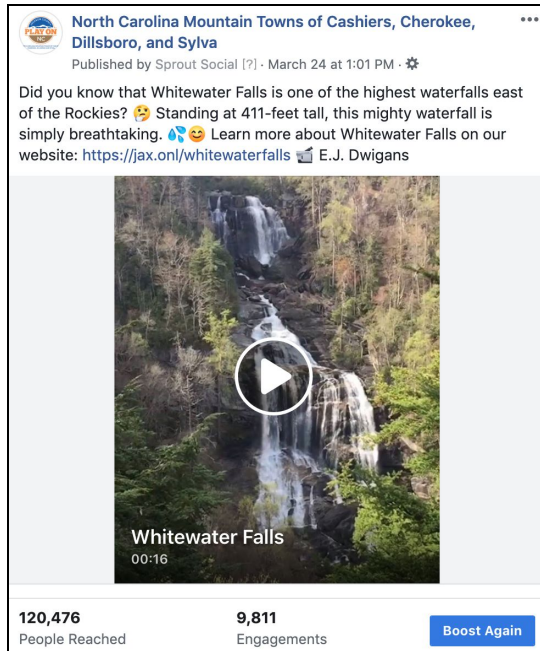 PLAY ON
NC
North Carolina Mountain Towns of Cashiers, Cherokee,
Dillsboro, and Sylva
Published by Sprout Social [?] · March 24 at 1:01 PM ·
Did you know that Whitewater Falls is one of the highest waterfalls east
of the Rockies? 🤔 Standing at 411-feet tall, this mighty waterfall is
simply breathtaking. 💦😊 Learn more about Whitewater Falls on our
website: https://jax.onl/whitewaterfalls 📹 E.J. Dwigans
Whitewater Falls
00:16
120,476
People Reached
9,811
Engagements
Boost Again